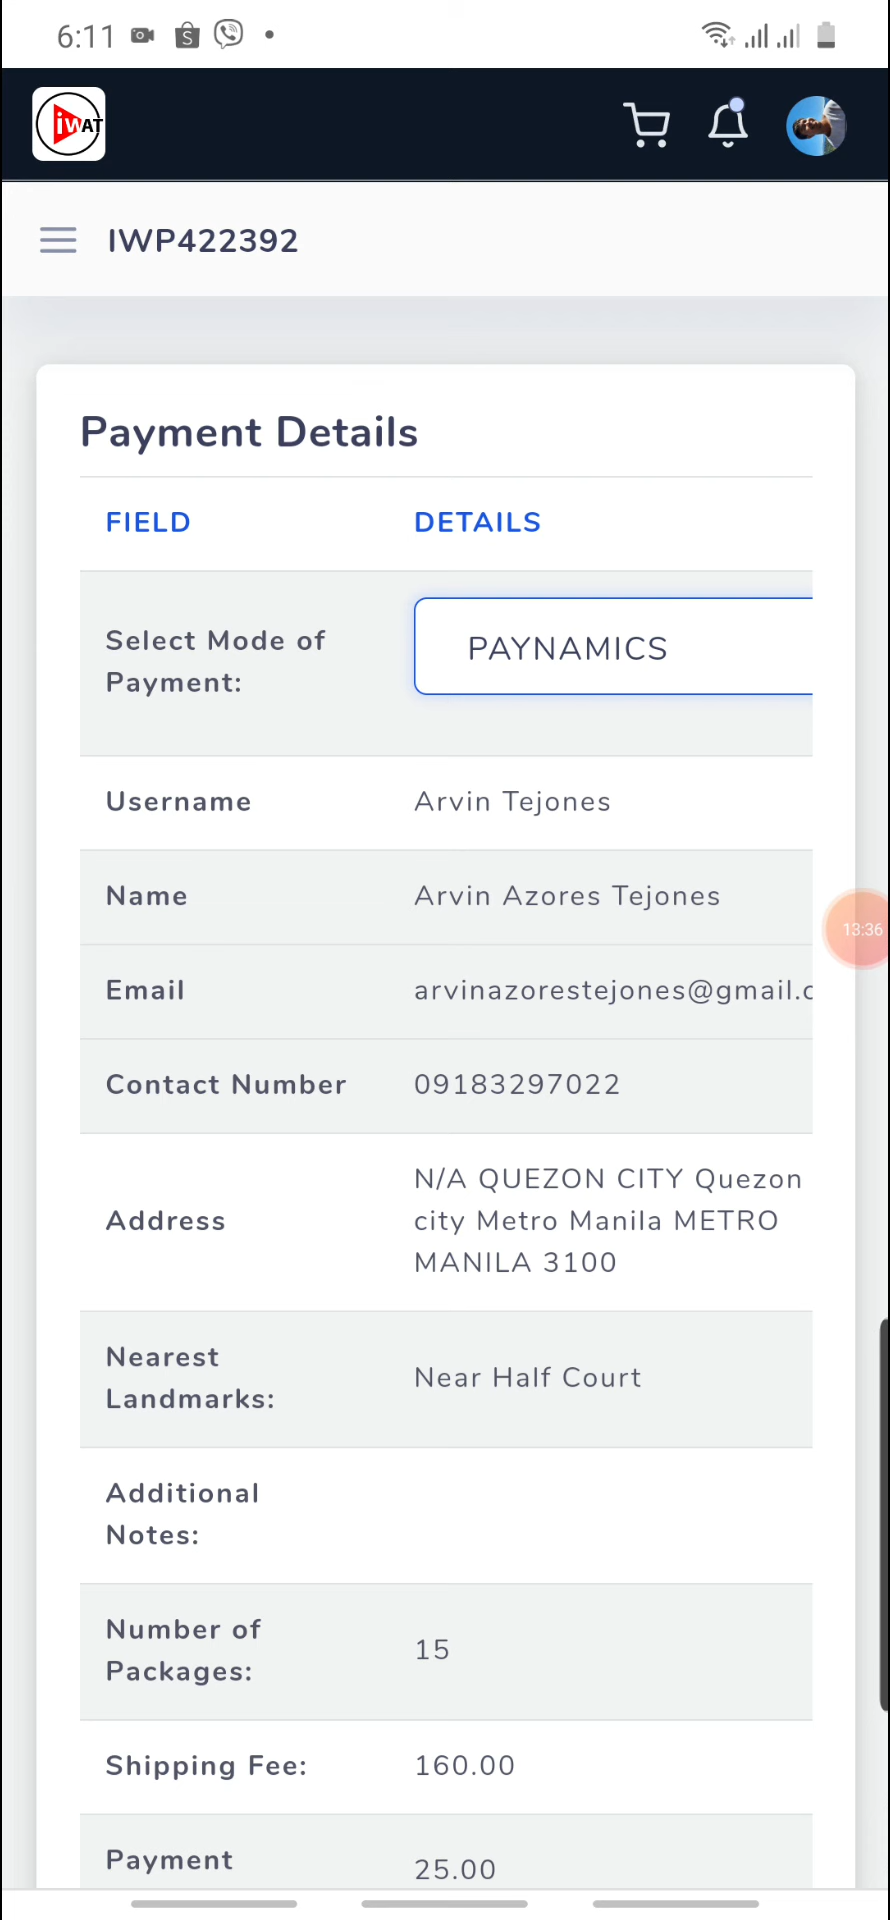 6:11
iWAT
IWP422392
Payment Details
FIELD DETAILS
Select Mode of
Payment:
PAYNAMICS
Username Arvin Tejones
Name Arvin Azores Tejones
Email arvinazorestejones@gmail.c
Contact Number 09183297022
Address
N/A QUEZON CITY Quezon
city Metro Manila METRO
MANILA 3100
Nearest
Landmarks:
Near Half Court
Additional
Notes:
Number of
Packages:
15
Shipping Fee: 160.00
Payment
25.00
13:36